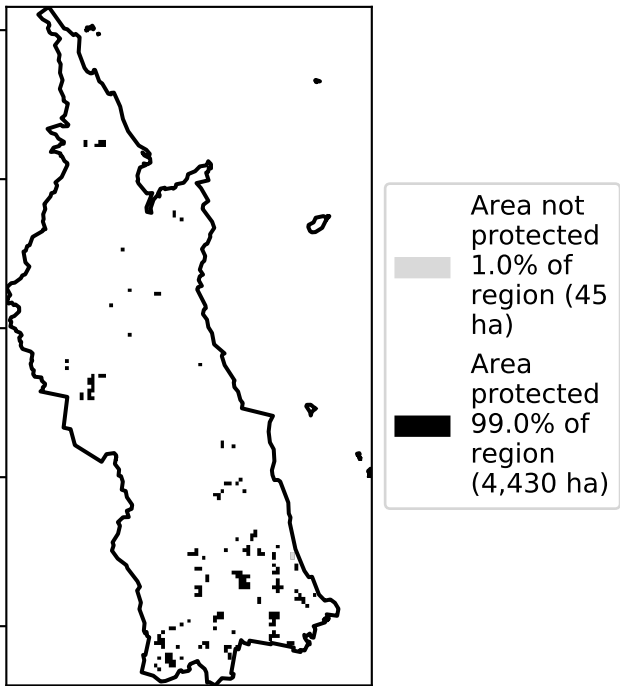 Area not
protected
1.0% of
region (45
ha)
Area
protected
99.0% of
region
(4,430 ha)